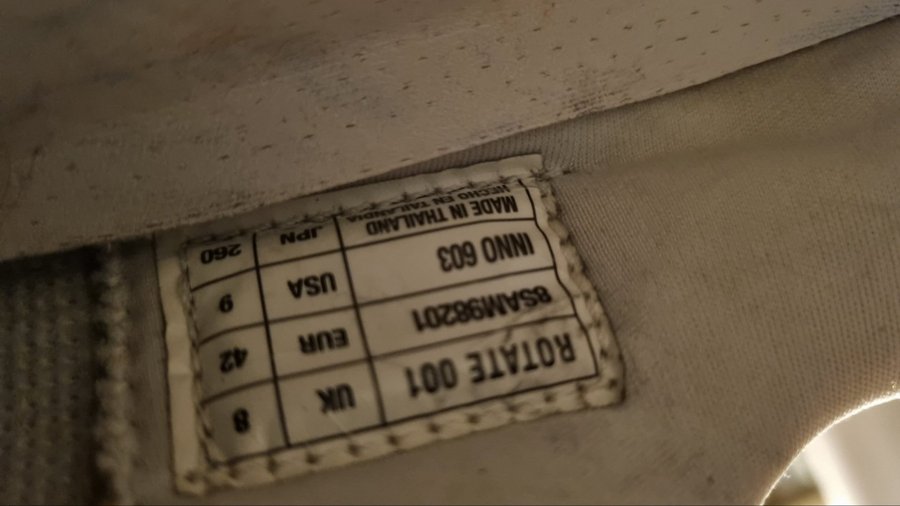 ROTATE 001 UK 8
8SAM98201 EUR 42
INNO 603 USA 9
MADE IN THAILAND JPN 260
HECHO EN TAILANDIA